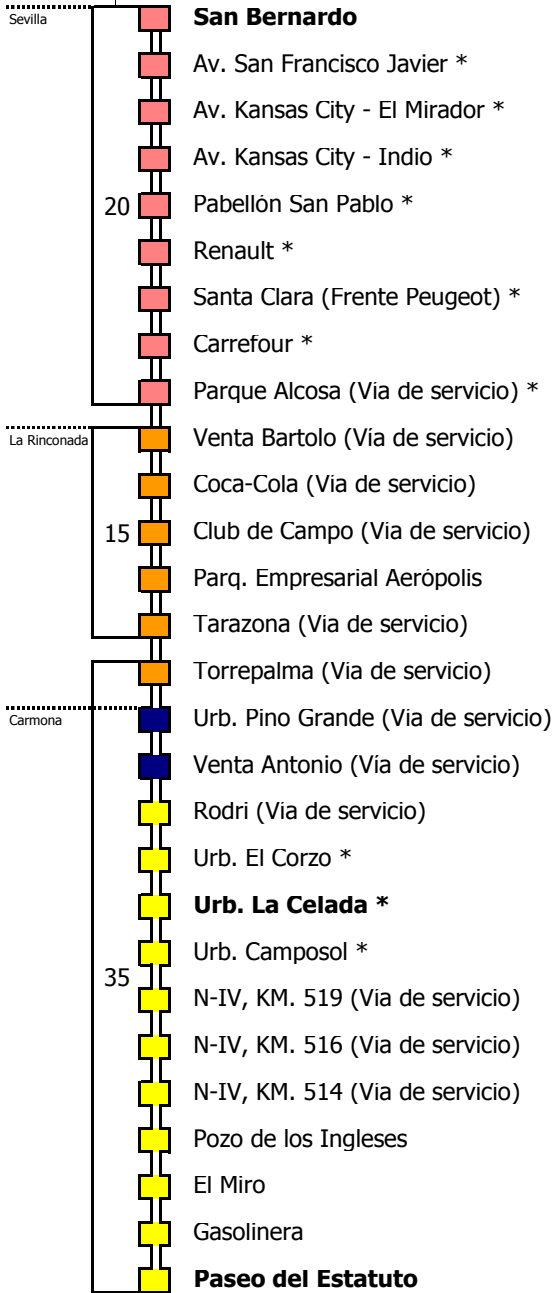 Sevilla
San Bernardo
Av. San Francisco Javier *
Av. Kansas City - El Mirador *
Av. Kansas City - Indio *
20
Pabellón San Pablo *
Renault *
Santa Clara (Frente Peugeot) *
Carrefour *
Parque Alcosa (Via de servicio) *
La Rinconada
Venta Bartolo (Vía de servicio)
Coca-Cola (Via de servicio)
15
Club de Campo (Via de servicio)
Parq. Empresarial Aerópolis
Tarazona (Via de servicio)
Torrepalma (Via de servicio)
Carmona
Urb. Pino Grande (Via de servicio)
Venta Antonio (Vía de servicio)
Rodri (Via de servicio)
Urb. El Corzo *
Urb. La Celada *
Urb. Camposol *
35
N-IV, KM. 519 (Via de servicio)
N-IV, KM. 516 (Via de servicio)
N-IV, KM. 514 (Via de servicio)
Pozo de los Ingleses
El Miro
Gasolinera
Paseo del Estatuto